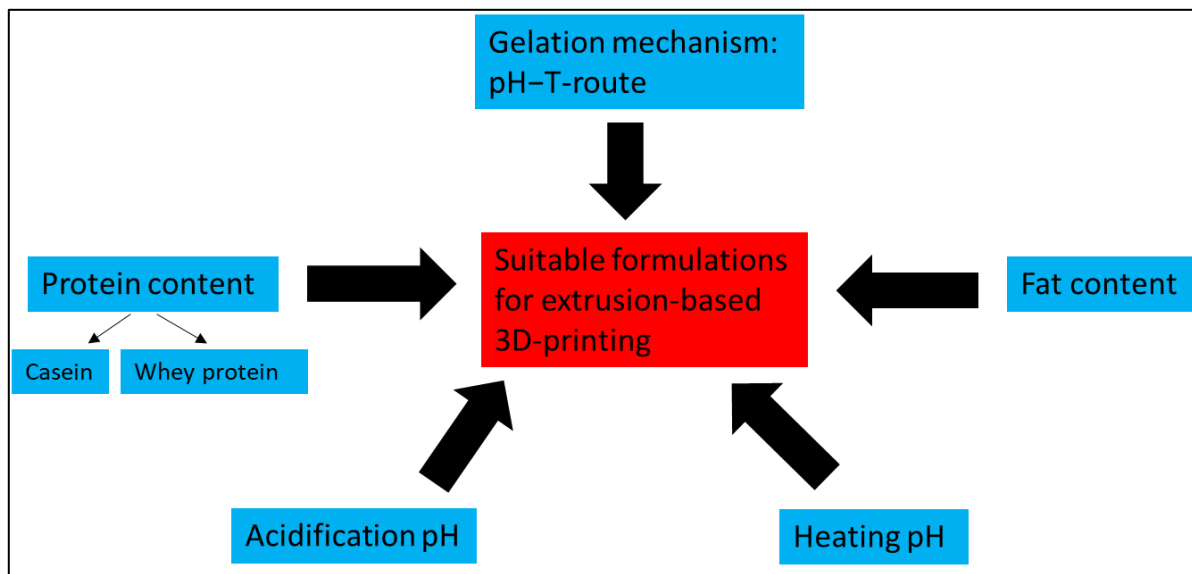 Gelation mechanism:
pH−T-route
Suitable formulations
for extrusion-based
3D-printing
Protein content
Casein
Whey protein
Fat content
Acidification pH
Heating pH